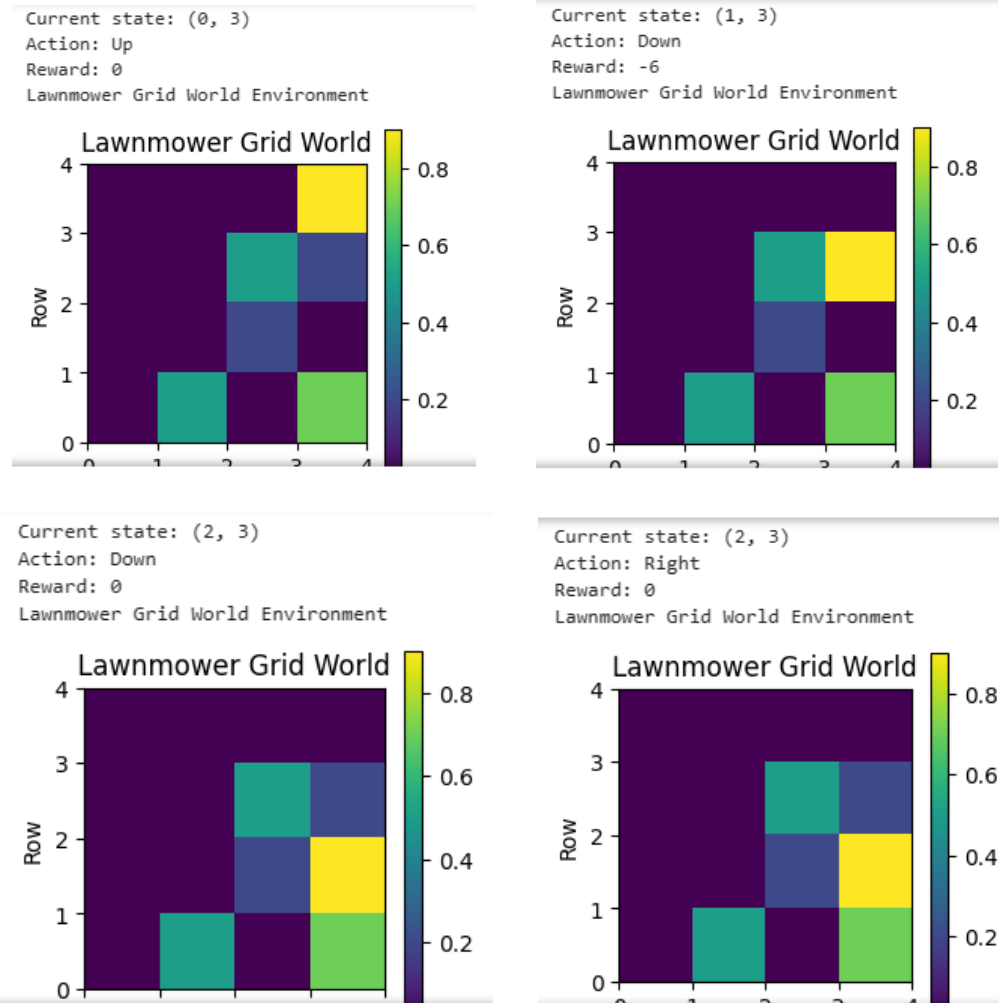 Current state: (0, 3)
Action: Up
Reward: 0
Lawnmower Grid World Environment
Lawnmower Grid World
4
3
2
1
0
Row
0
1
2
3
4
0.8
0.6
0.4
0.2
Current state: (1, 3)
Action: Down
Reward: -6
Lawnmower Grid World Environment
Lawnmower Grid World
4
3
2
1
0
Row
0
1
2
3
4
0.8
0.6
0.4
0.2
Current state: (2, 3)
Action: Down
Reward: 0
Lawnmower Grid World Environment
Lawnmower Grid World
4
3
2
1
0
Row
0.8
0.6
0.4
0.2
Current state: (2, 3)
Action: Right
Reward: 0
Lawnmower Grid World Environment
Lawnmower Grid World
4
3
2
1
0
Row
0
1
2
3
4
0.8
0.6
0.4
0.2